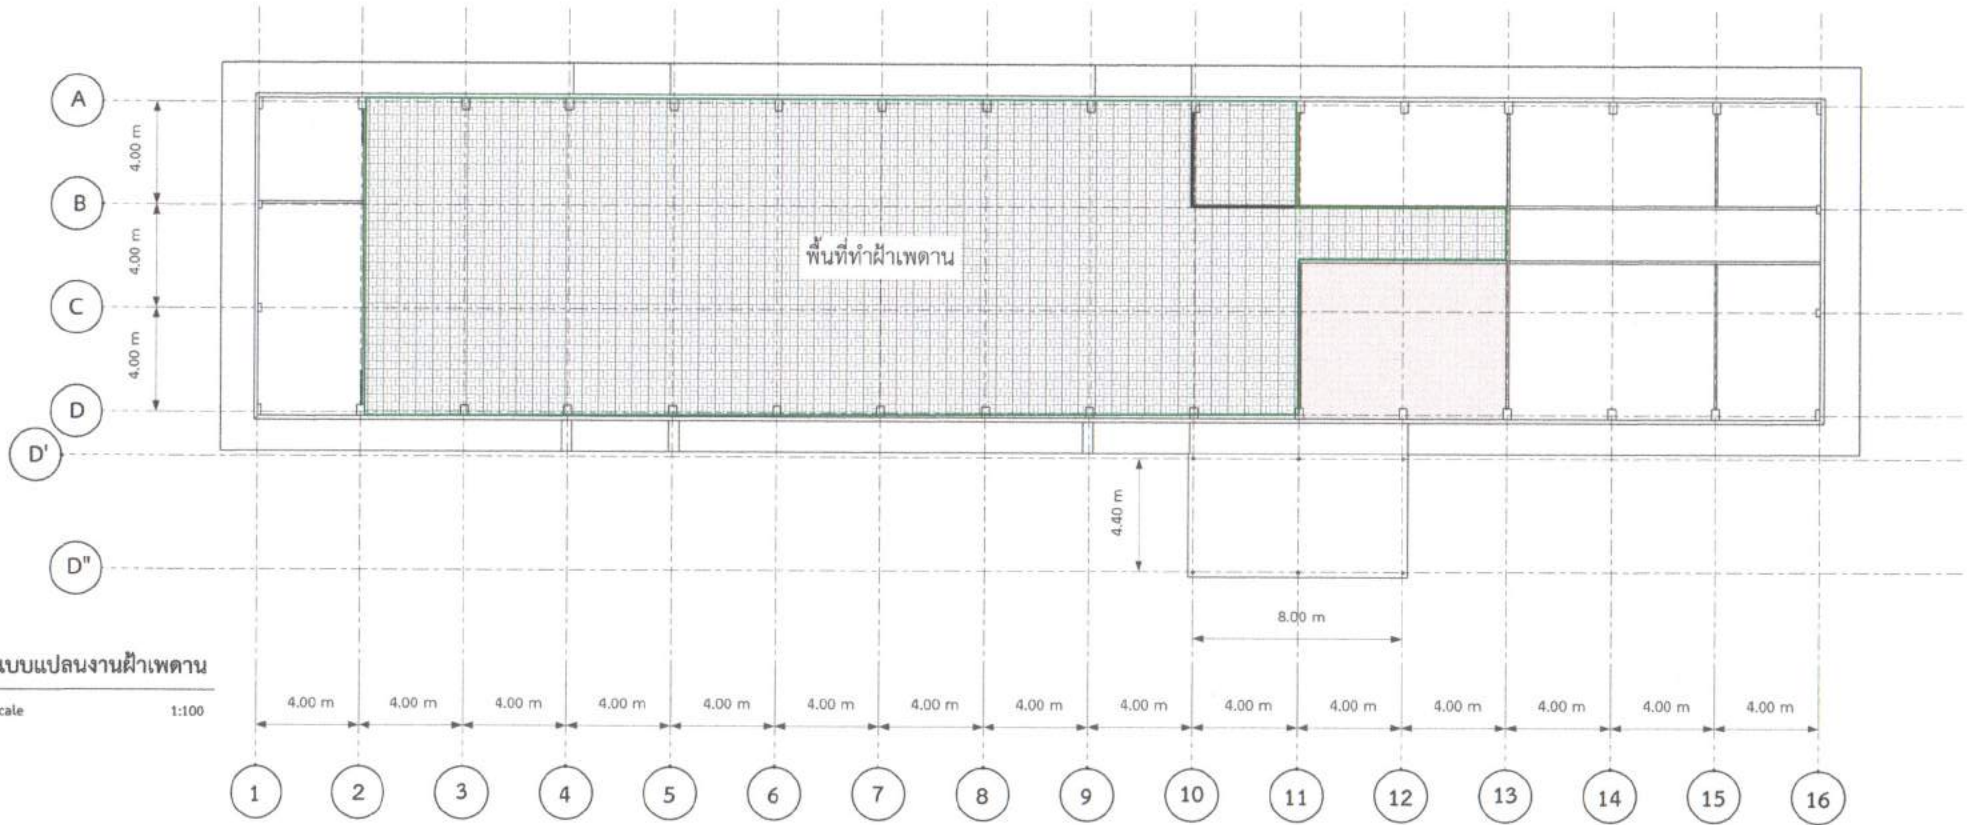 A
4.00 m
B
4.00 m
พื้นที่ทำฝ้าเพดาน
C
4.00 m
D
D'
4.40 m
D"
8.00 m
แบบแปลนงานฝ้าเพดาน
cale 1:100
4.00 m 4.00 m 4.00 m 4.00 m 4.00 m 4.00 m 4.00 m 4.00 m 4.00 m 4.00 m 4.00 m 4.00 m 4.00 m 4.00 m 4.00 m
1 2 3 4 5 6 7 8 9 10 11 12 13 14 15 16